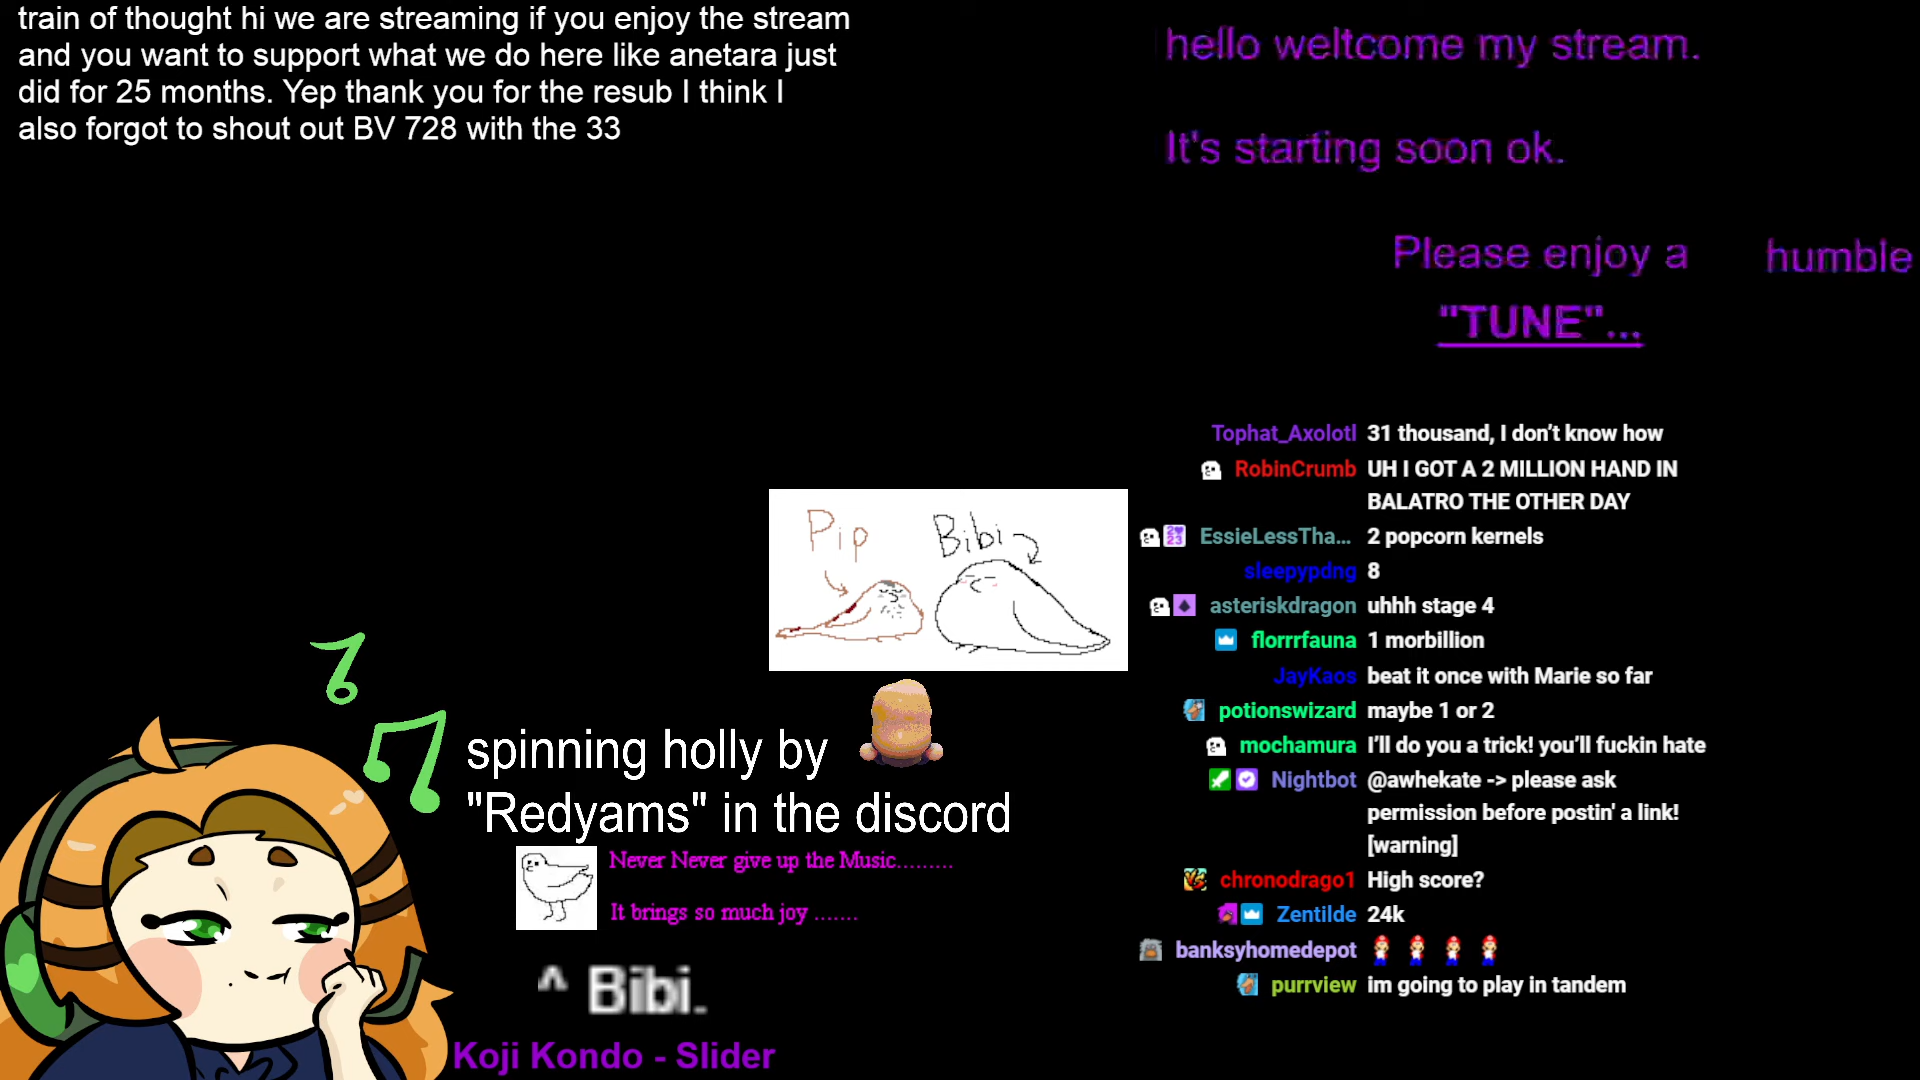 train of thought hi we are streaming if you enjoy the stream
and you want to support what we do here like anetara just
did for 25 months. Yep thank you for the resub I think I
also forgot to shout out BV 728 with the 33
hello weltcome my stream.
It's starting soon ok.
Please enjoy a humble
"TUNE"...
Tophat_Axolotl 31 thousand, I don't know how
RobinCrumb UH I GOT A 2 MILLION HAND IN
BALATRO THE OTHER DAY
EssieLessTha... 2 popcorn kernels
sleepypdng 8
asteriskdragon uhhh stage 4
florrrfauna 1 morbillion
JayKaos beat it once with Marie so far
potionswizard maybe 1 or 2
mochamura I'll do you a trick! you'll fuckin hate
Nightbot @awhekate -> please ask
permission before postin' a link!
[warning]
chronodrago1 High score?
Zentilde 24k
banksyhomedepot
purrview im going to play in tandem
Pip Bibi
spinning holly by
"Redyams" in the discord
Never Never give up the Music.........
It brings so much joy .......
^ Bibi.
Koji Kondo - Slider